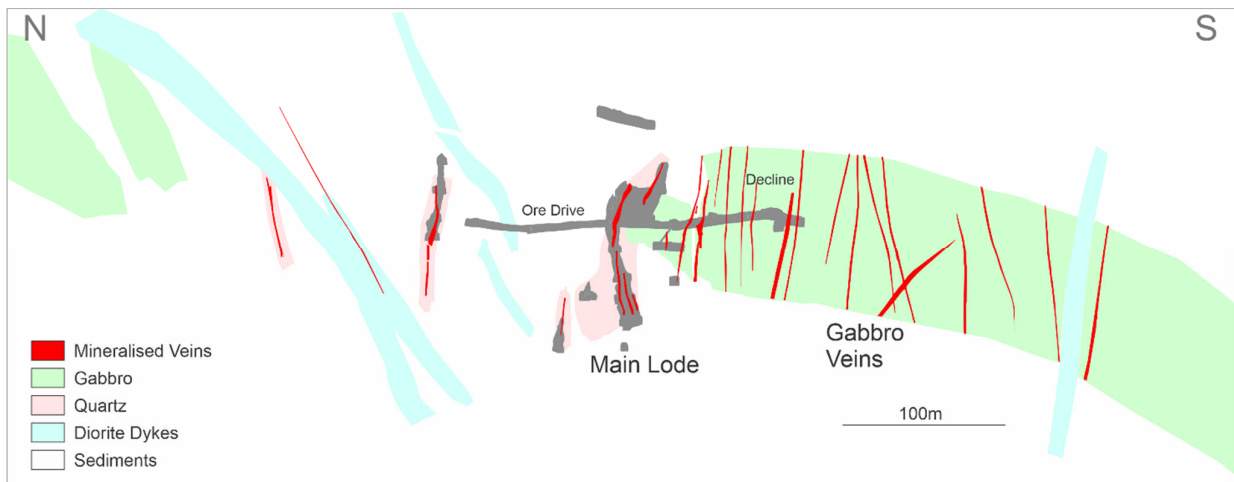 N
S
Decline
Ore Drive
Gabbro
Veins
Main Lode
Mineralised Veins
Gabbro
Quartz
Diorite Dykes
Sediments
100m